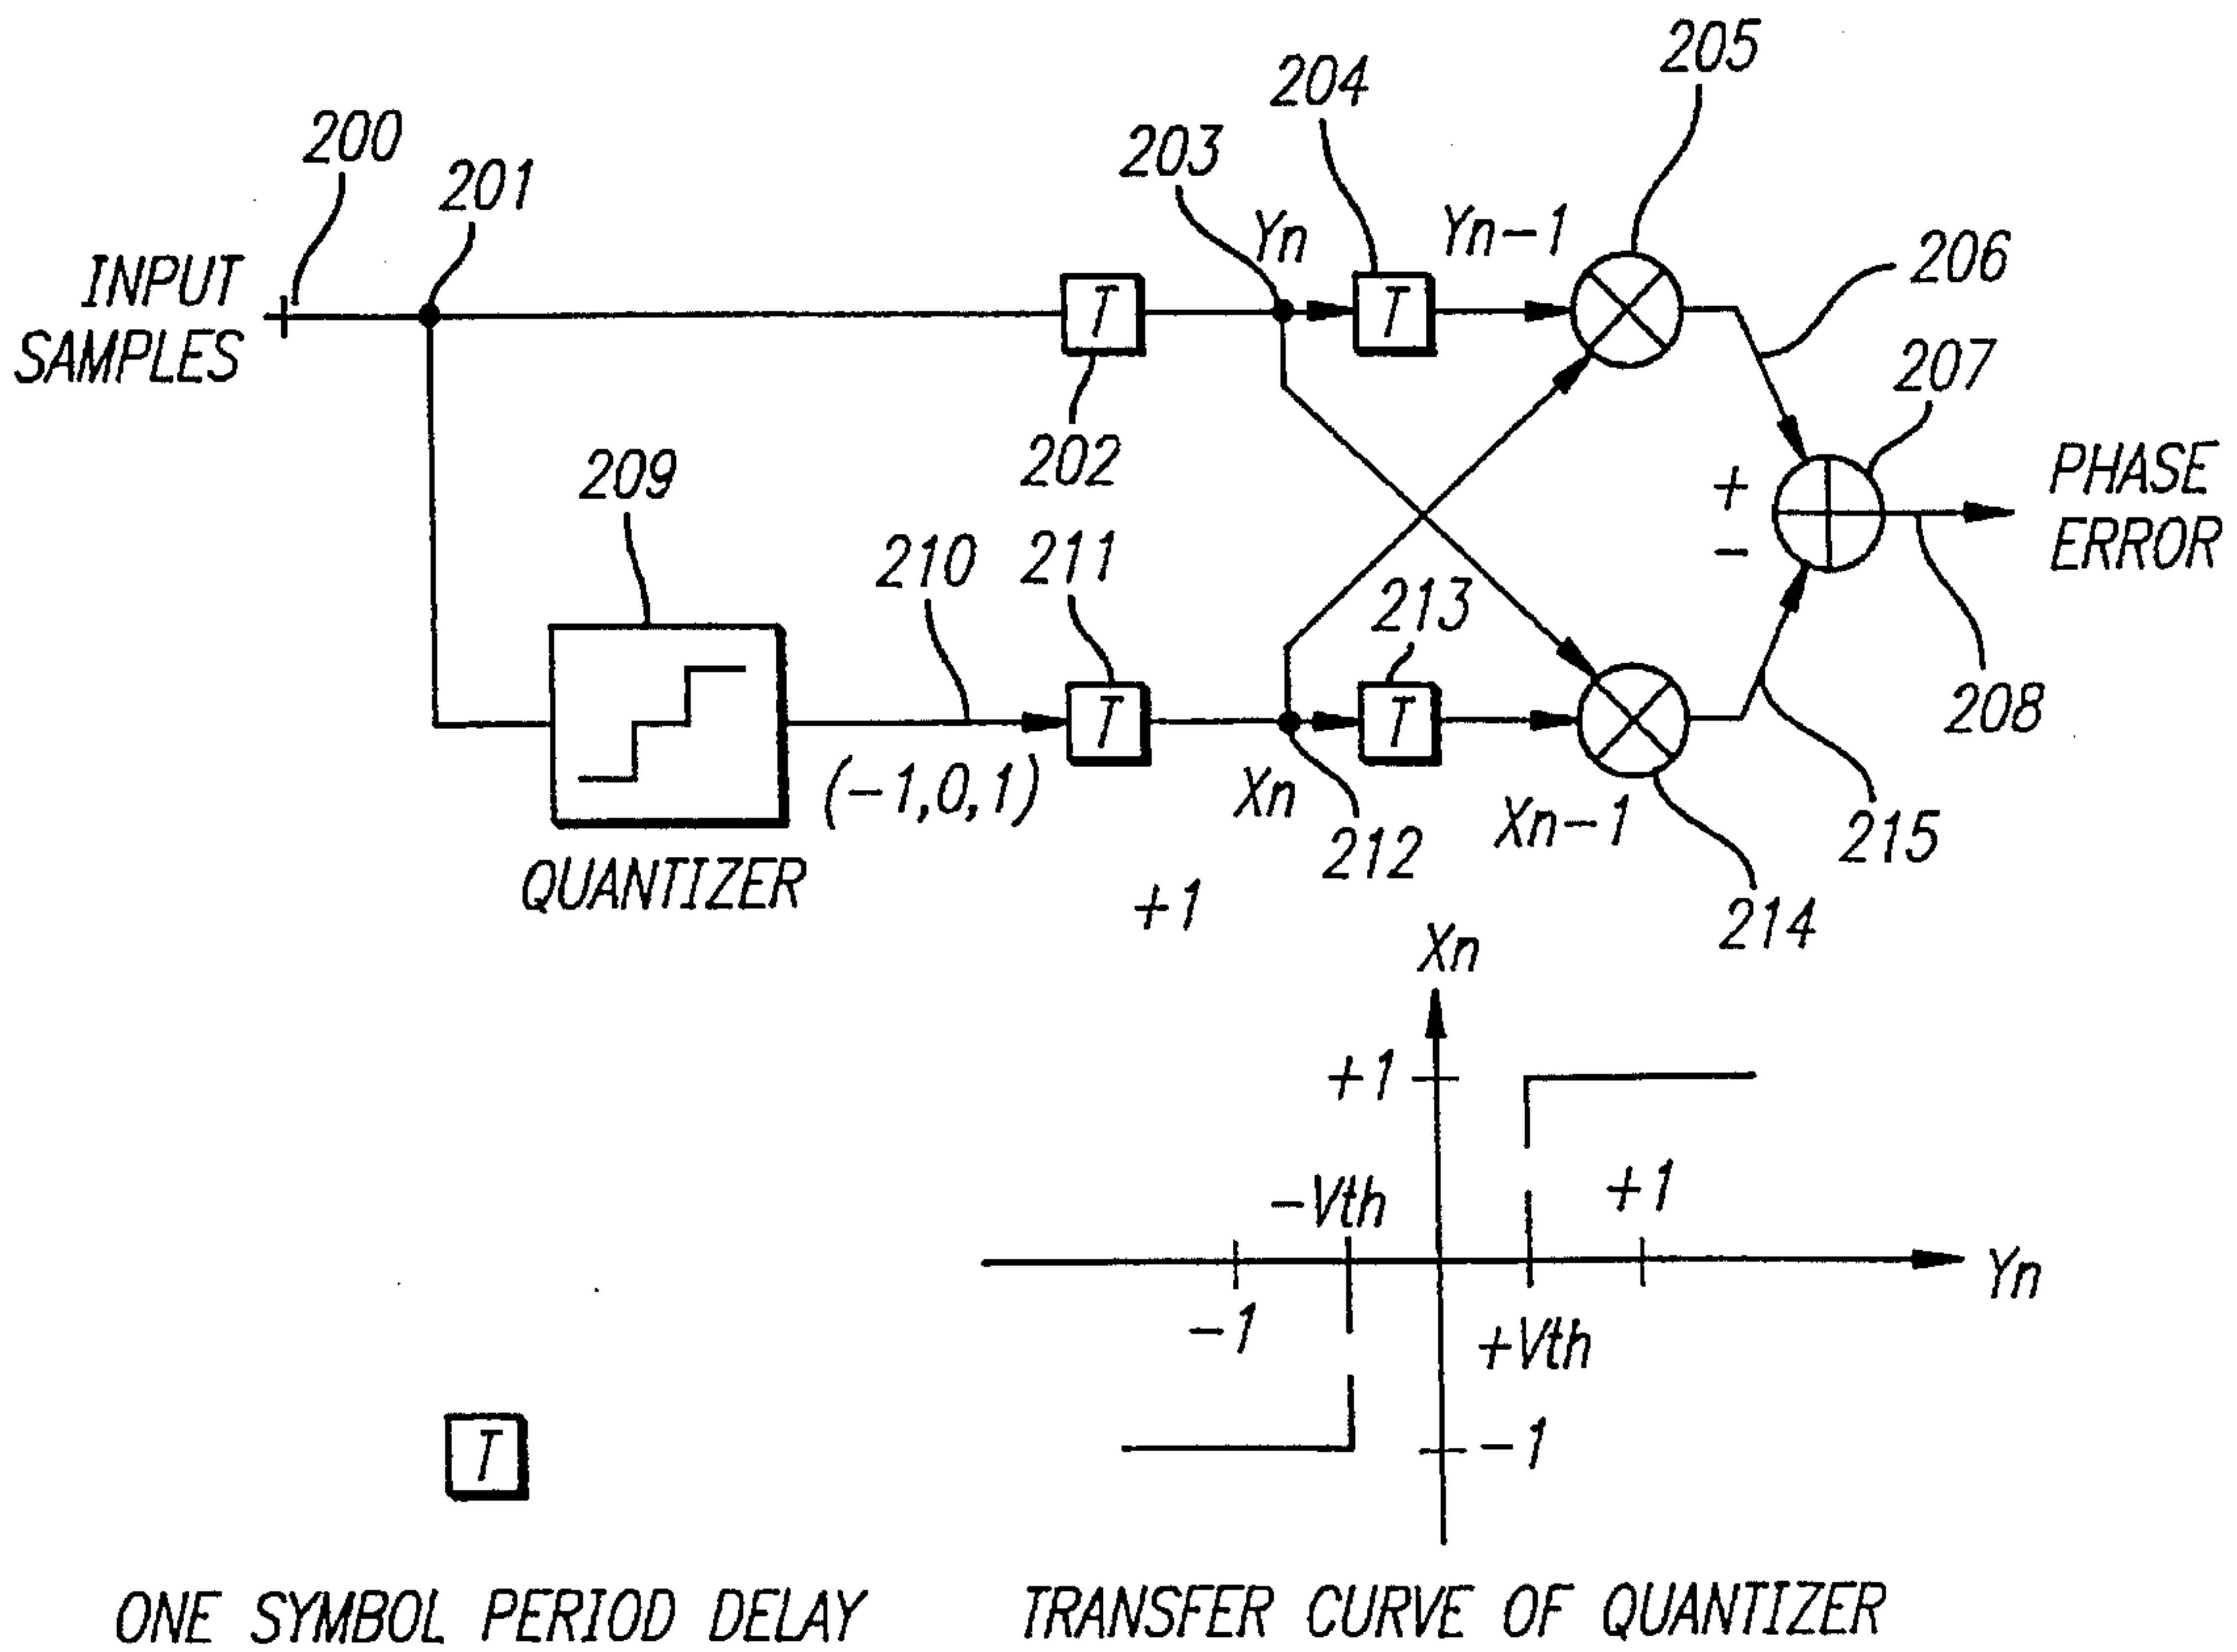 205
204
200
203
201
Yn
Yn-1
206
INPUT
SAMPLES
T
T
207
202
209
+
-
PHASE
ERROR
210
211
213
208
T
T
(-1,0,1)
Xn
Xn-1
212
215
QUANTIZER
+1
214
Xn
+1
-Vth
+1
Yn
-1
+Vth
-1
T
ONE SYMBOL PERIOD DELAY
TRANSFER CURVE OF QUANTIZER